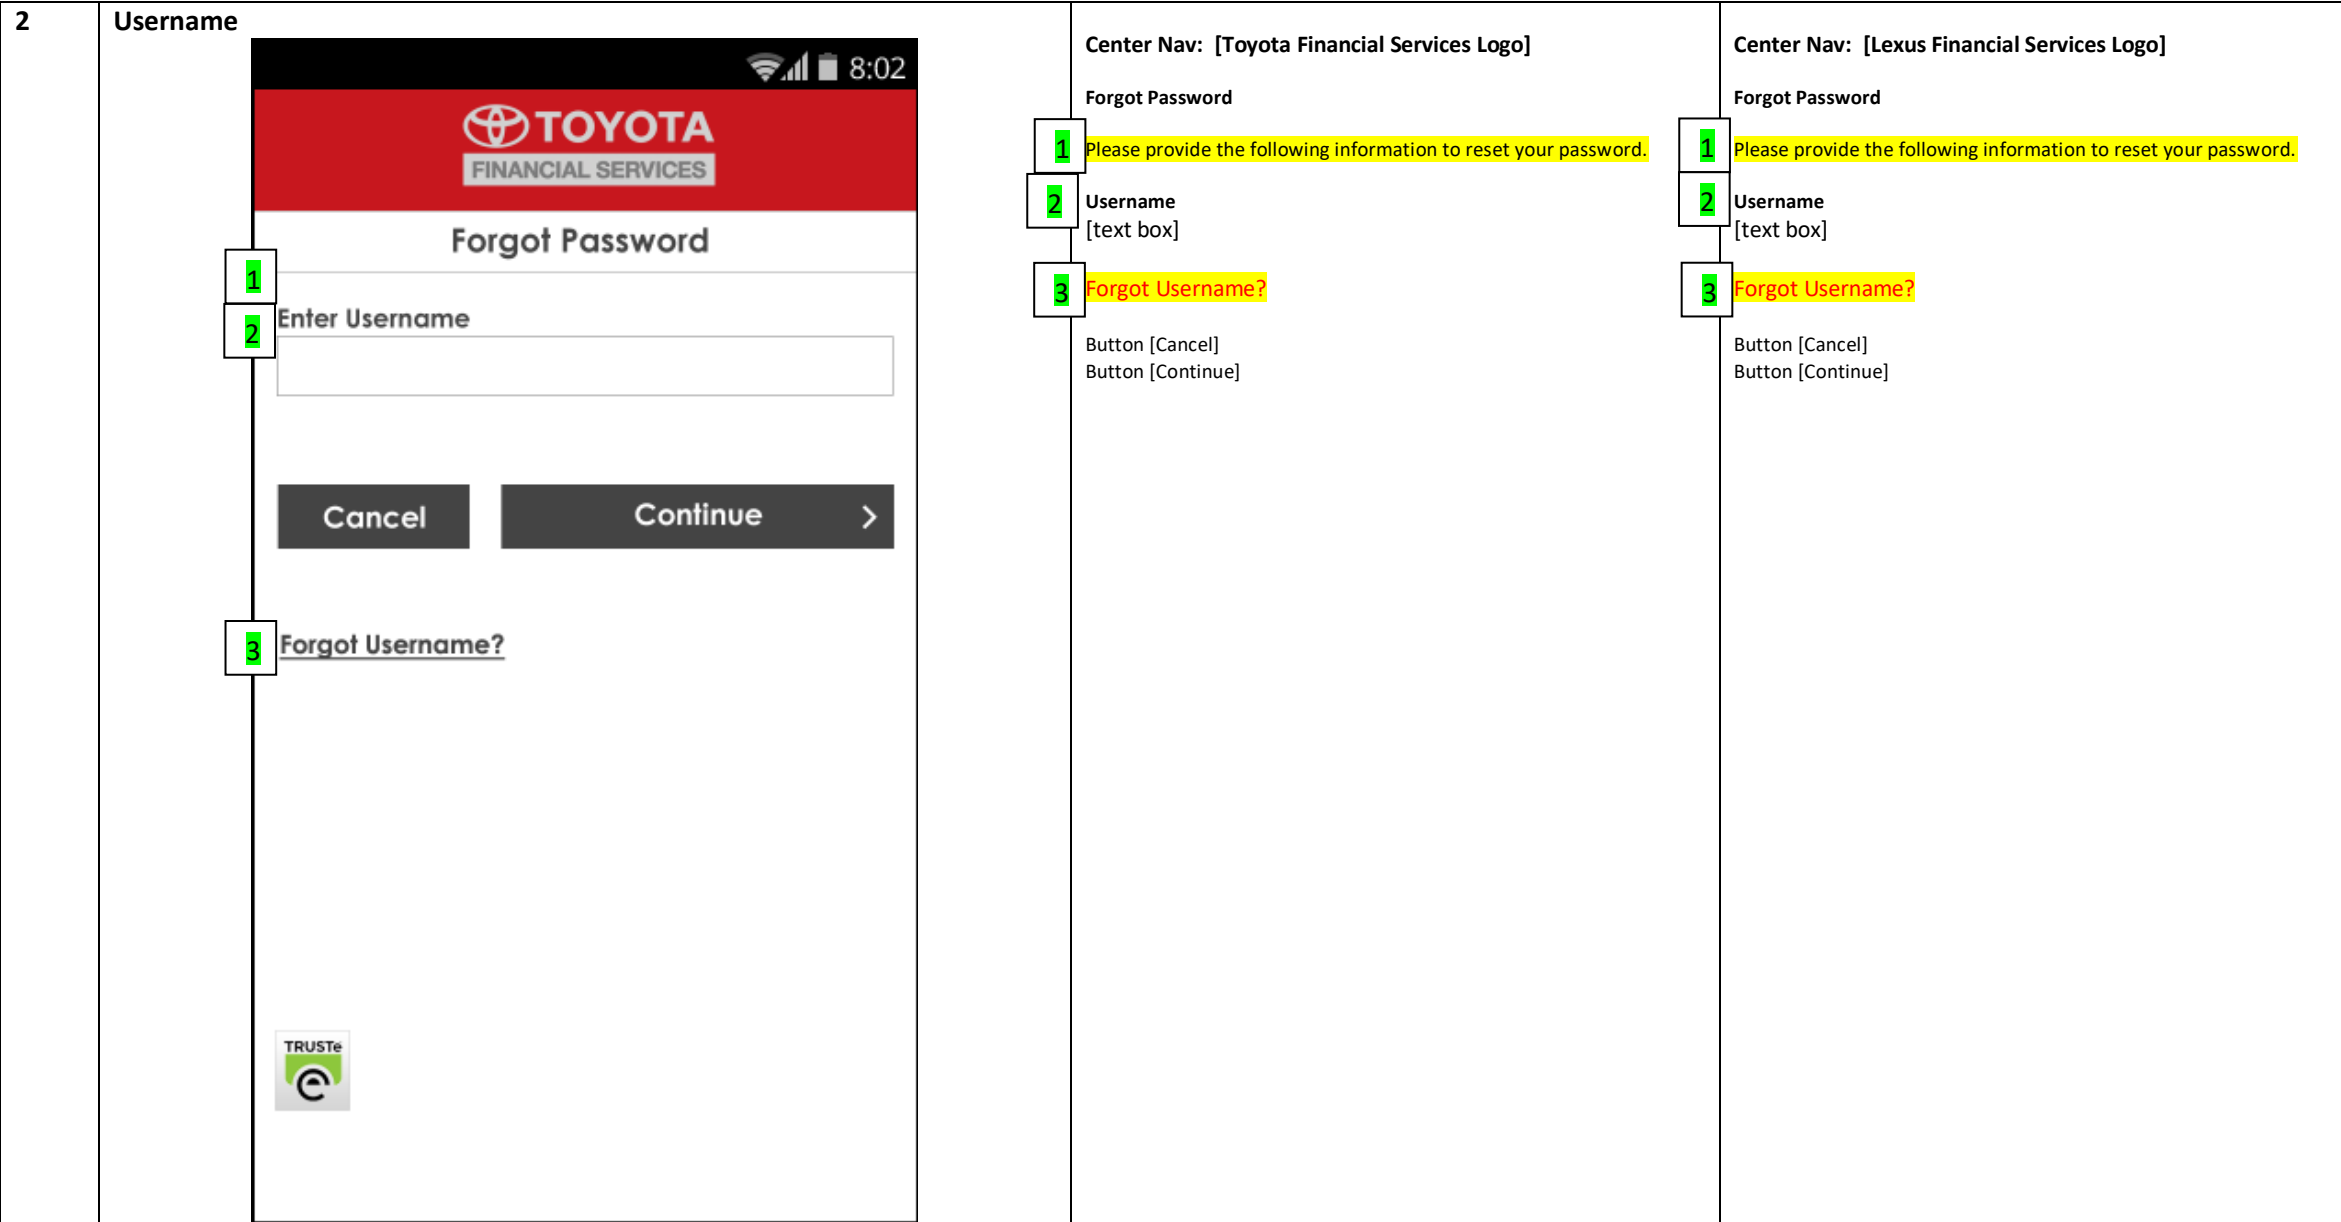 2
Username
8:02
TOYOTA
FINANCIAL SERVICES
Forgot Password
1
2
Enter Username
Cancel
Continue
3
Forgot Username?
TRUSTe
e
Center Nav:  [Toyota Financial Services Logo]
Forgot Password
1
Please provide the following information to reset your password.
2
Username
[text box]
3
Forgot Username?
Button [Cancel]
Button [Continue]
Center Nav:  [Lexus Financial Services Logo]
Forgot Password
1
Please provide the following information to reset your password.
2
Username
[text box]
3
Forgot Username?
Button [Cancel]
Button [Continue]